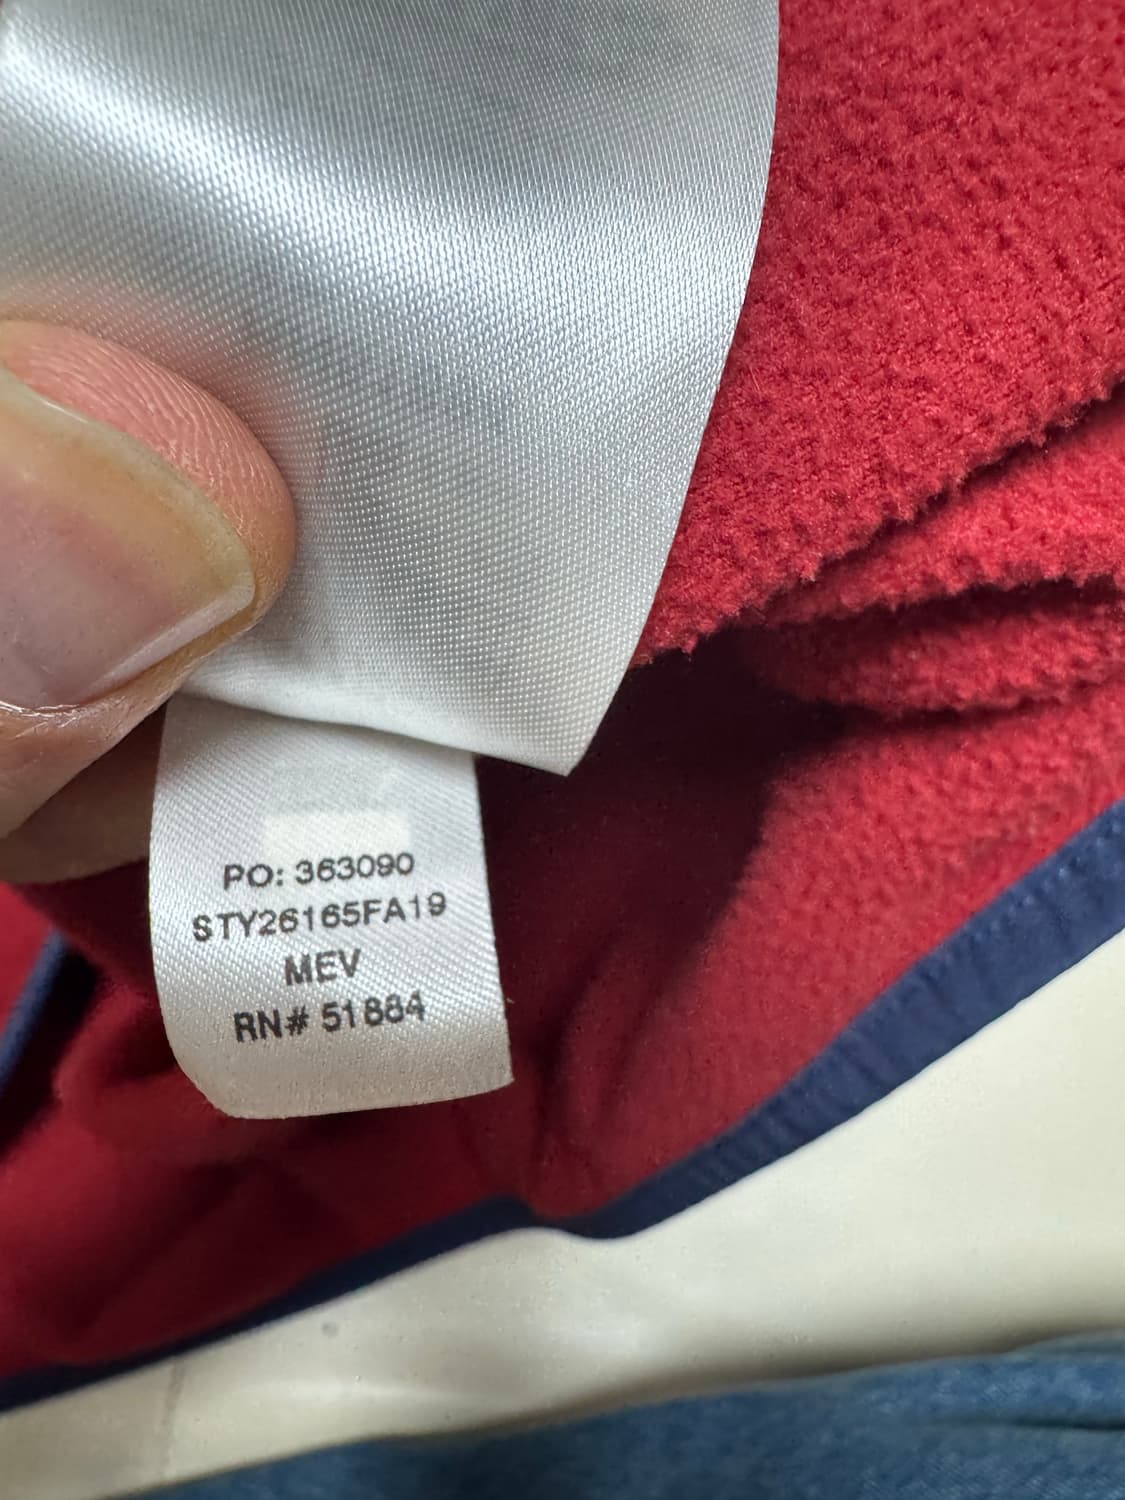 PO: 363090
STY26165FA19
MEV
RN# 51884